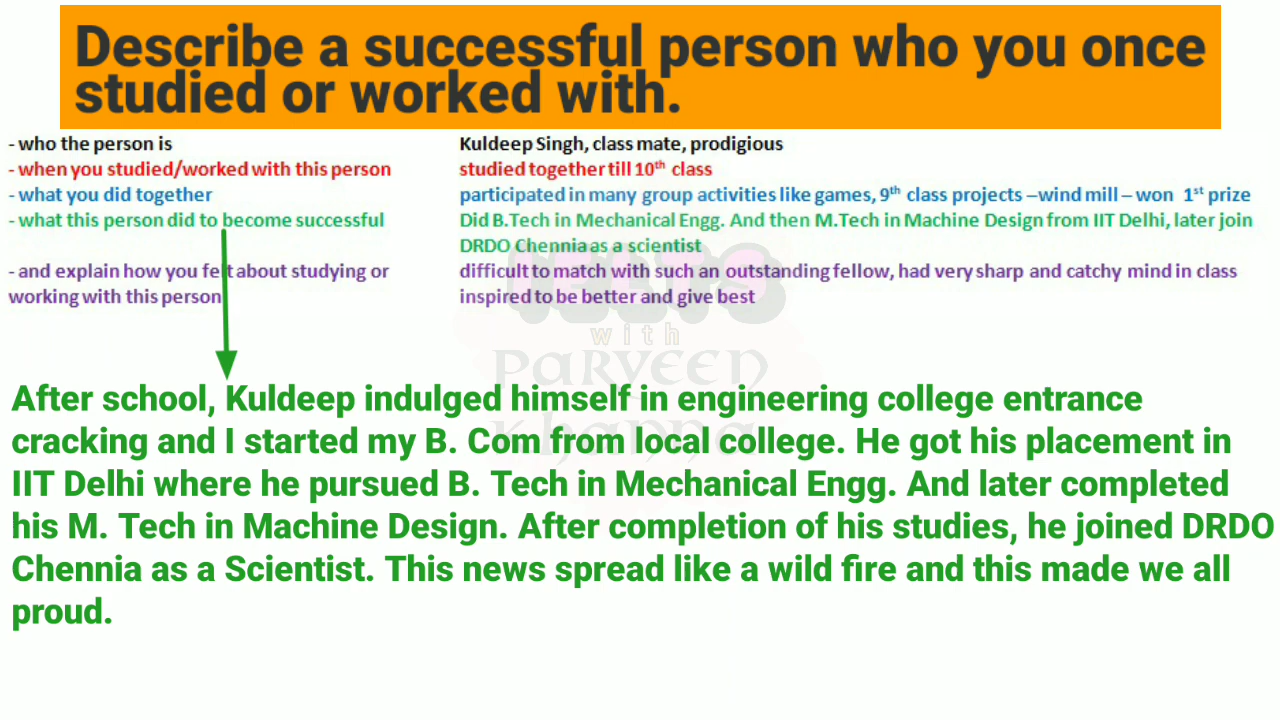 Describe a successful person who you once
studied or worked with.
- who the person is
Kuldeep Singh, class mate, prodigious
- when you studied/worked with this person
studied together till 10th class
- what you did together
participated in many group activities like games, 9th class projects –wind mill – won 1st prize
- what this person did to become successful
Did B.Tech in Mechanical Engg. And then M.Tech in Machine Design from IIT Delhi, later join
DRDO Chennia as a scientist
- and explain how you felt about studying or
working with this person
difficult to match with such an outstanding fellow, had very sharp and catchy mind in class
inspired to be better and give best
IELTS
with
PARVEEN
Khanna
After school, Kuldeep indulged himself in engineering college entrance
cracking and I started my B. Com from local college. He got his placement in
IIT Delhi where he pursued B. Tech in Mechanical Engg. And later completed
his M. Tech in Machine Design. After completion of his studies, he joined DRDO
Chennia as a Scientist. This news spread like a wild fire and this made we all
proud.